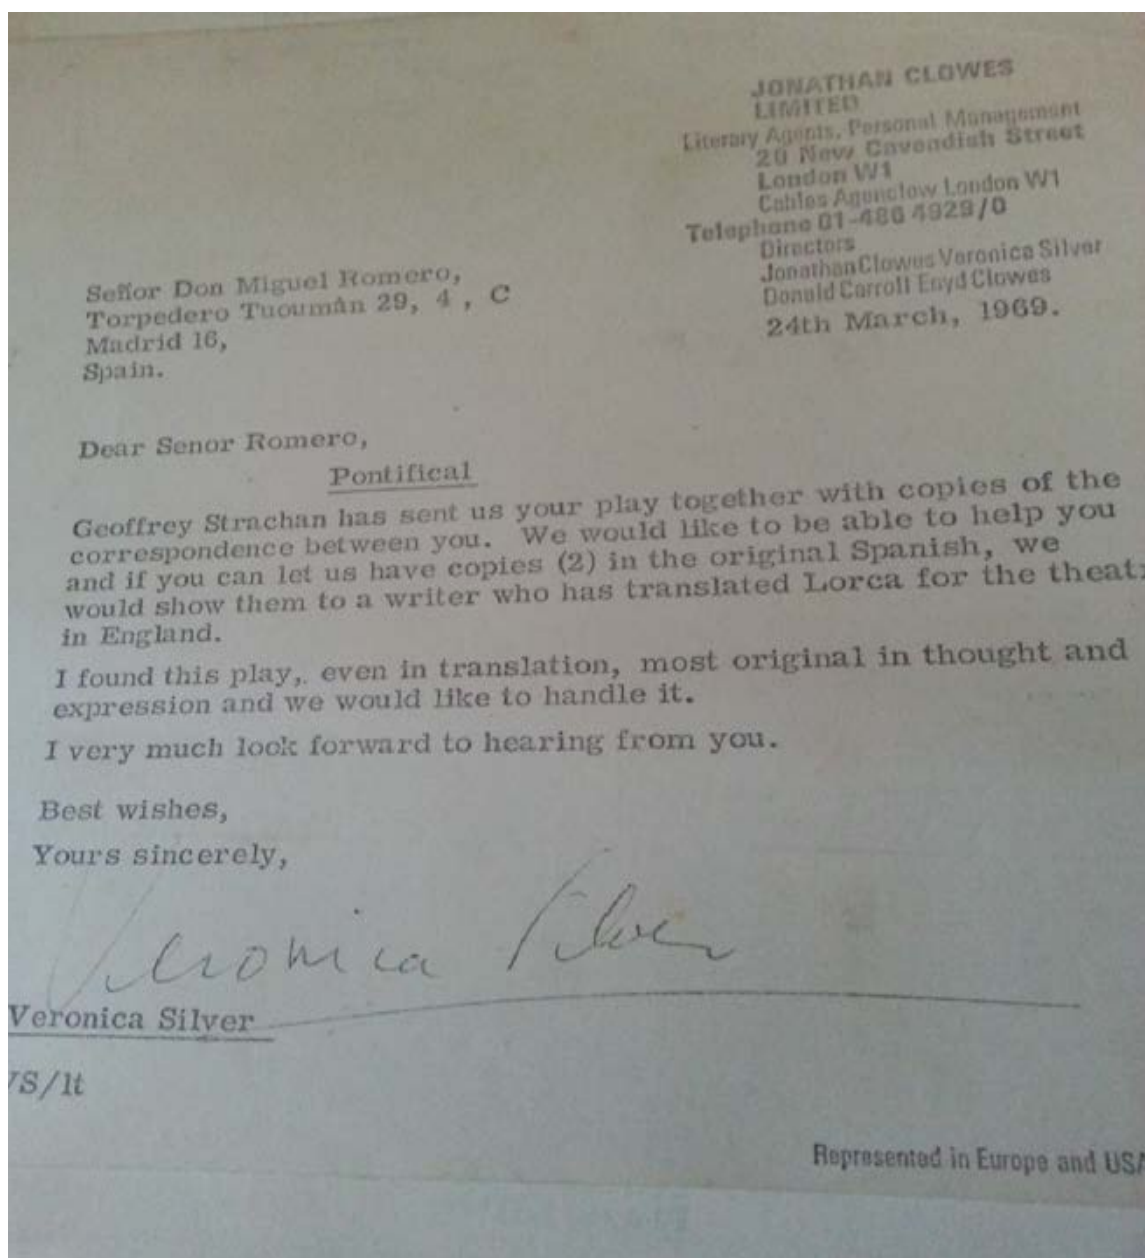 JONATHAN CLOWES
LIMITED
Literary Agents, Personal Management
20 New Cavendish Street
London W1
Cables Agenclow London W1
Telephone 01-486 4929/0
Directors
Jonathan Clowes Veronica Silver
Donald Carroll Enyd Clowes
24th March, 1969.
Señor Don Miguel Romero,
Torpedero Tucumán 29, 4 , C
Madrid 16,
Spain.
Dear Senor Romero,
Pontifical
Geoffrey Strachan has sent us your play together with copies of the
correspondence between you. We would like to be able to help you
and if you can let us have copies (2) in the original Spanish, we
would show them to a writer who has translated Lorca for the theat
in England.
I found this play,. even in translation, most original in thought and
expression and we would like to handle it.
I very much look forward to hearing from you.
Best wishes,
Yours sincerely,
Veronica Silver
Veronica Silver
VS/lt
Represented in Europe and USA